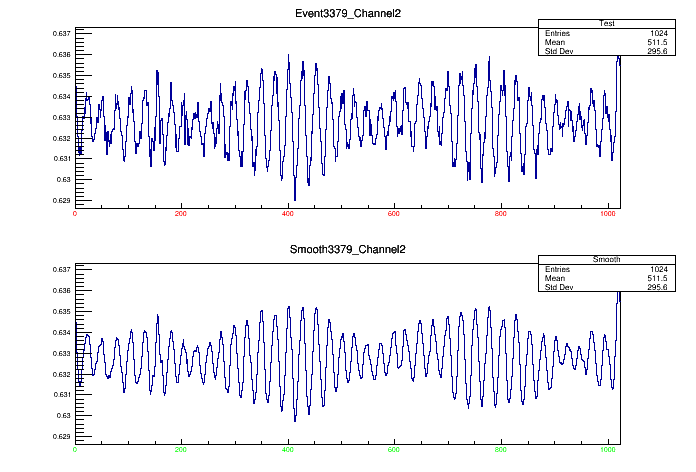 Event3379_Channel2
Test
Entries 1024
Mean 511.5
Std Dev 295.6
0.637
0.636
0.635
0.634
0.633
0.632
0.631
0.63
0.629
0 200 400 600 800 1000
Smooth3379_Channel2
Smooth
Entries 1024
Mean 511.5
Std Dev 295.6
0.637
0.636
0.635
0.634
0.633
0.632
0.631
0.63
0.629
0 200 400 600 800 1000